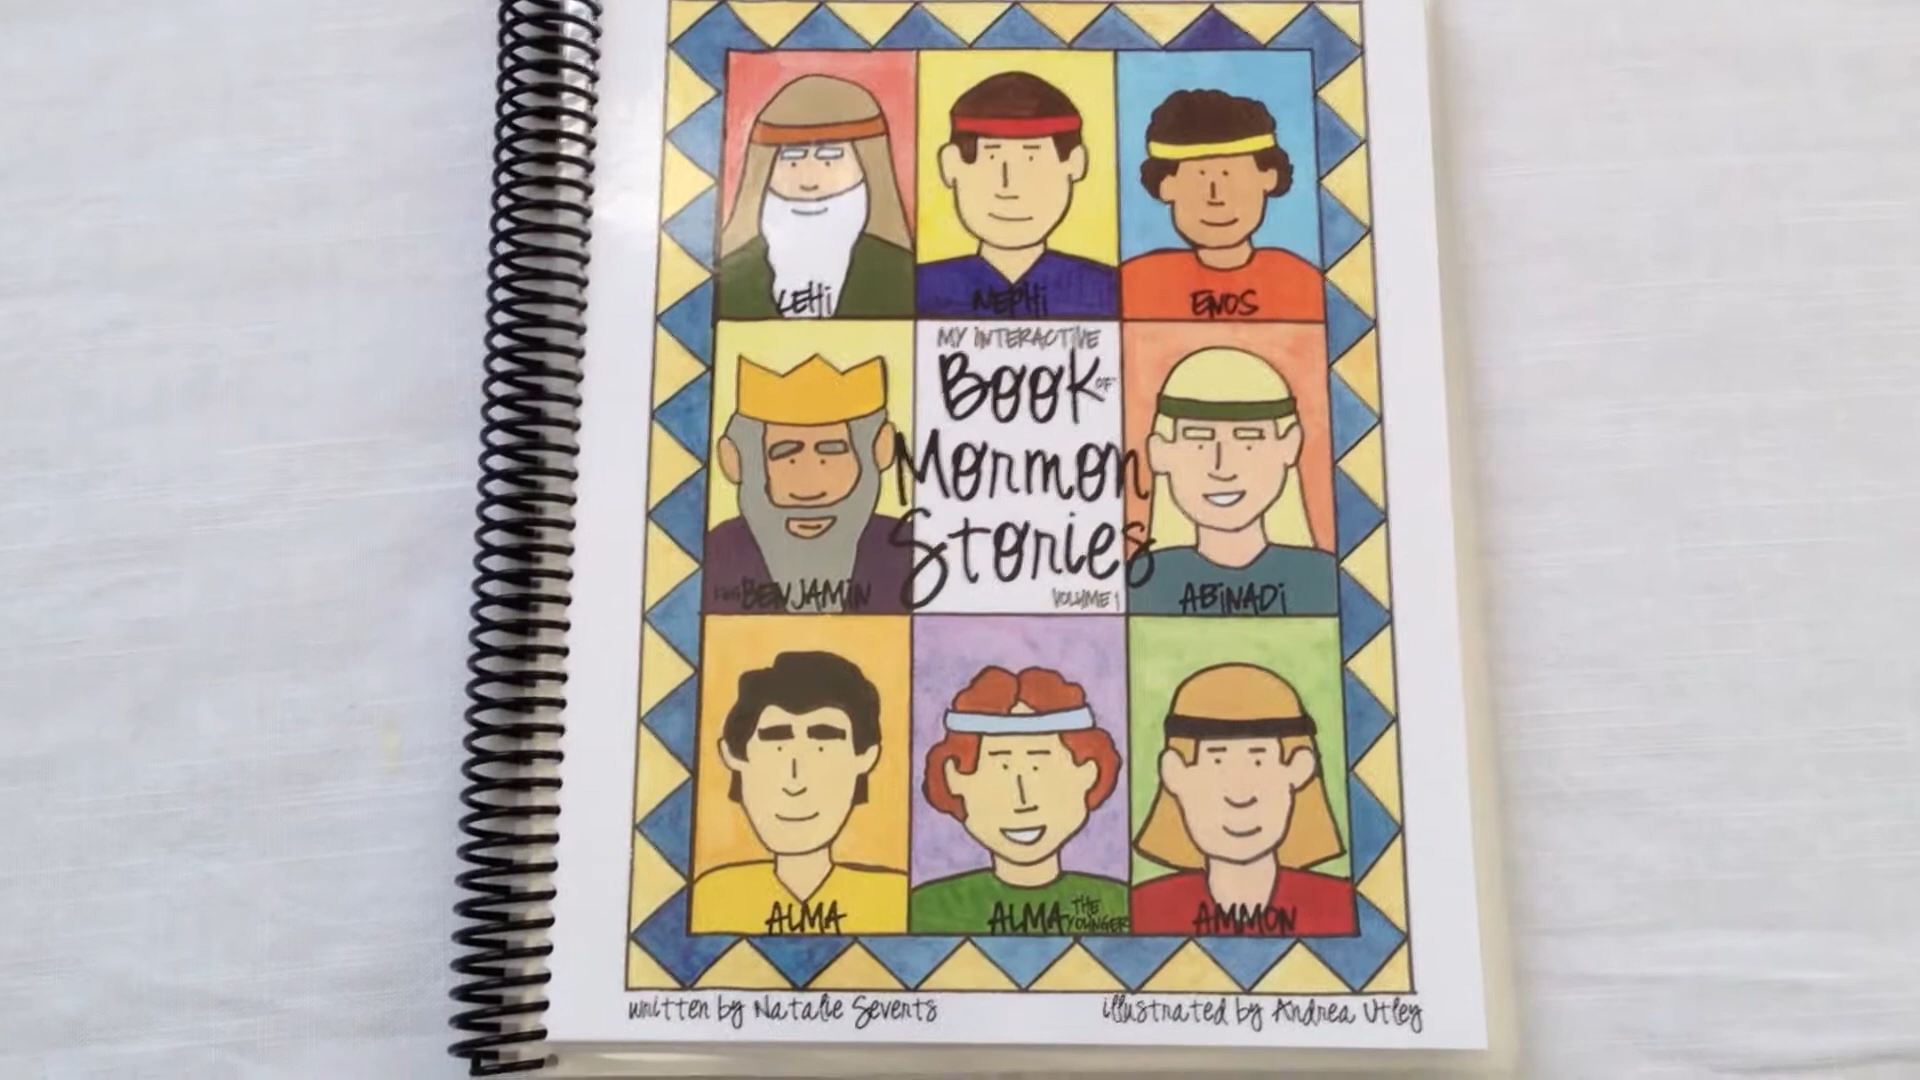 LEHI
NEPHI
ENOS
MY INTERACTIVE
Book OF
Mormon
Stories
VOLUME 1
KING BENJAMIN
ABINADI
ALMA
ALMA THE YOUNGER
AMMON
written by Natalie Severts
illustrated by Andrea Utley